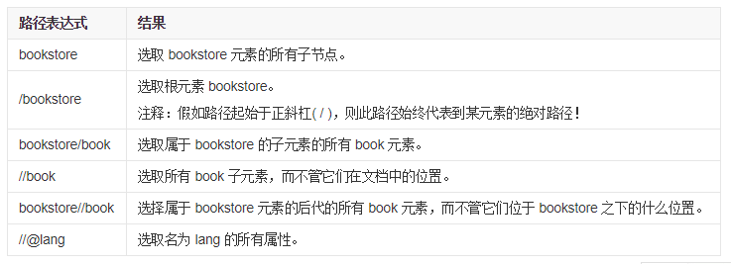 路径表达式 结果
bookstore 选取 bookstore 元素的所有子节点。
/bookstore 选取根元素 bookstore。
注释：假如路径起始于正斜杠( / )，则此路径始终代表到某元素的绝对路径！
bookstore/book 选取属于 bookstore 的子元素的所有 book 元素。
//book 选取所有 book 子元素，而不管它们在文档中的位置。
bookstore//book 选择属于 bookstore 元素的后代的所有 book 元素，而不管它们位于 bookstore 之下的什么位置。
//@lang 选取名为 lang 的所有属性。